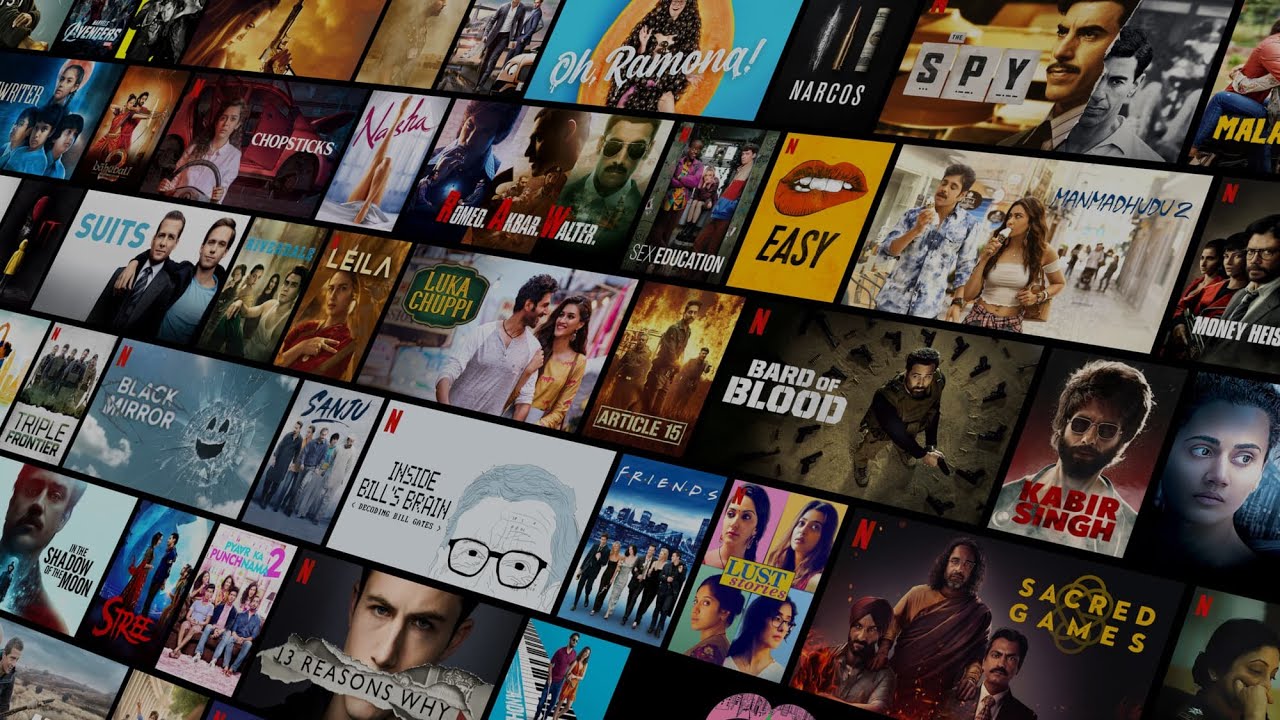 AVENGERS
Oh, Ramona!
NARCOS
THE
SPY
MALA
WRITER
2
CHOPSTICKS
Nasha
ROMEO. AKBAR. WALTER.
SEX EDUCATION
EASY
MANMADHUDU 2
IT
SUITS
RIVERDALE
LEILA
LUKA
CHUPPI
ARTICLE 15
BARD OF
BLOOD
MONEY HEIS
TRIPLE
FRONTIER
BLACK
MIRROR
SANJU
INSIDE
BILL'S BRAIN
< DECODING BILL GATES >
F·R·I·E·N·D·S
KABIR
SINGH
IN THE
SHADOW
OF THE
MOON
STREE
PYAAR KA
PUNCHNAMA 2
LUST
stories
SACRED
GAMES
13 REASONS WHY